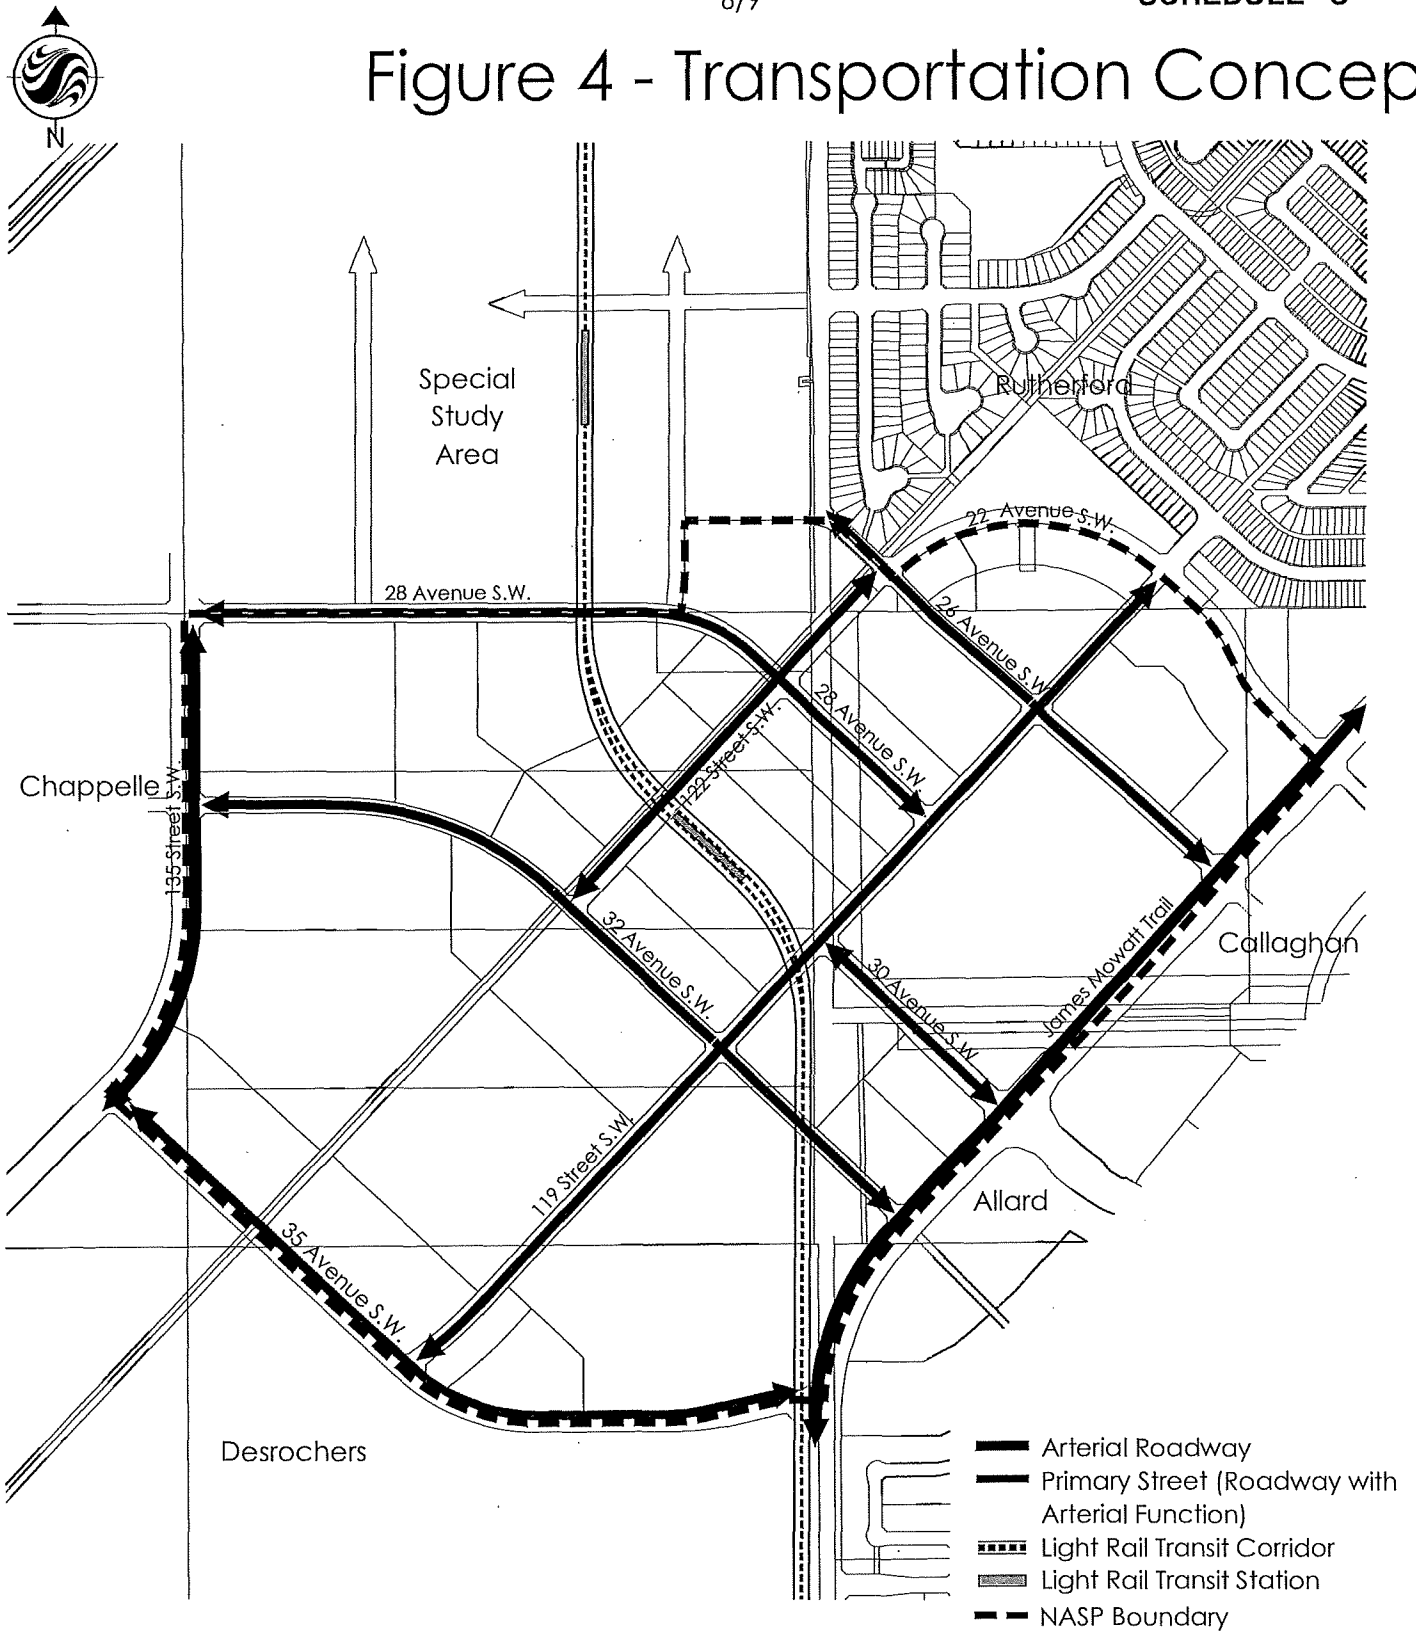 Figure 4 - Transportation Concep
N
Special
Study
Area
Rutherford
22 Avenue S.W.
28 Avenue S.W.
26 Avenue S.W.
28 Avenue S.W.
122 Street S.W.
Chappelle
135 Street S.W.
32 Avenue S.W.
30 Avenue S.W.
James Mowatt Trail
Callaghan
119 Street S.W.
Allard
35 Avenue S.W.
Desrochers
Arterial Roadway
Primary Street (Roadway with
Arterial Function)
Light Rail Transit Corridor
Light Rail Transit Station
NASP Boundary